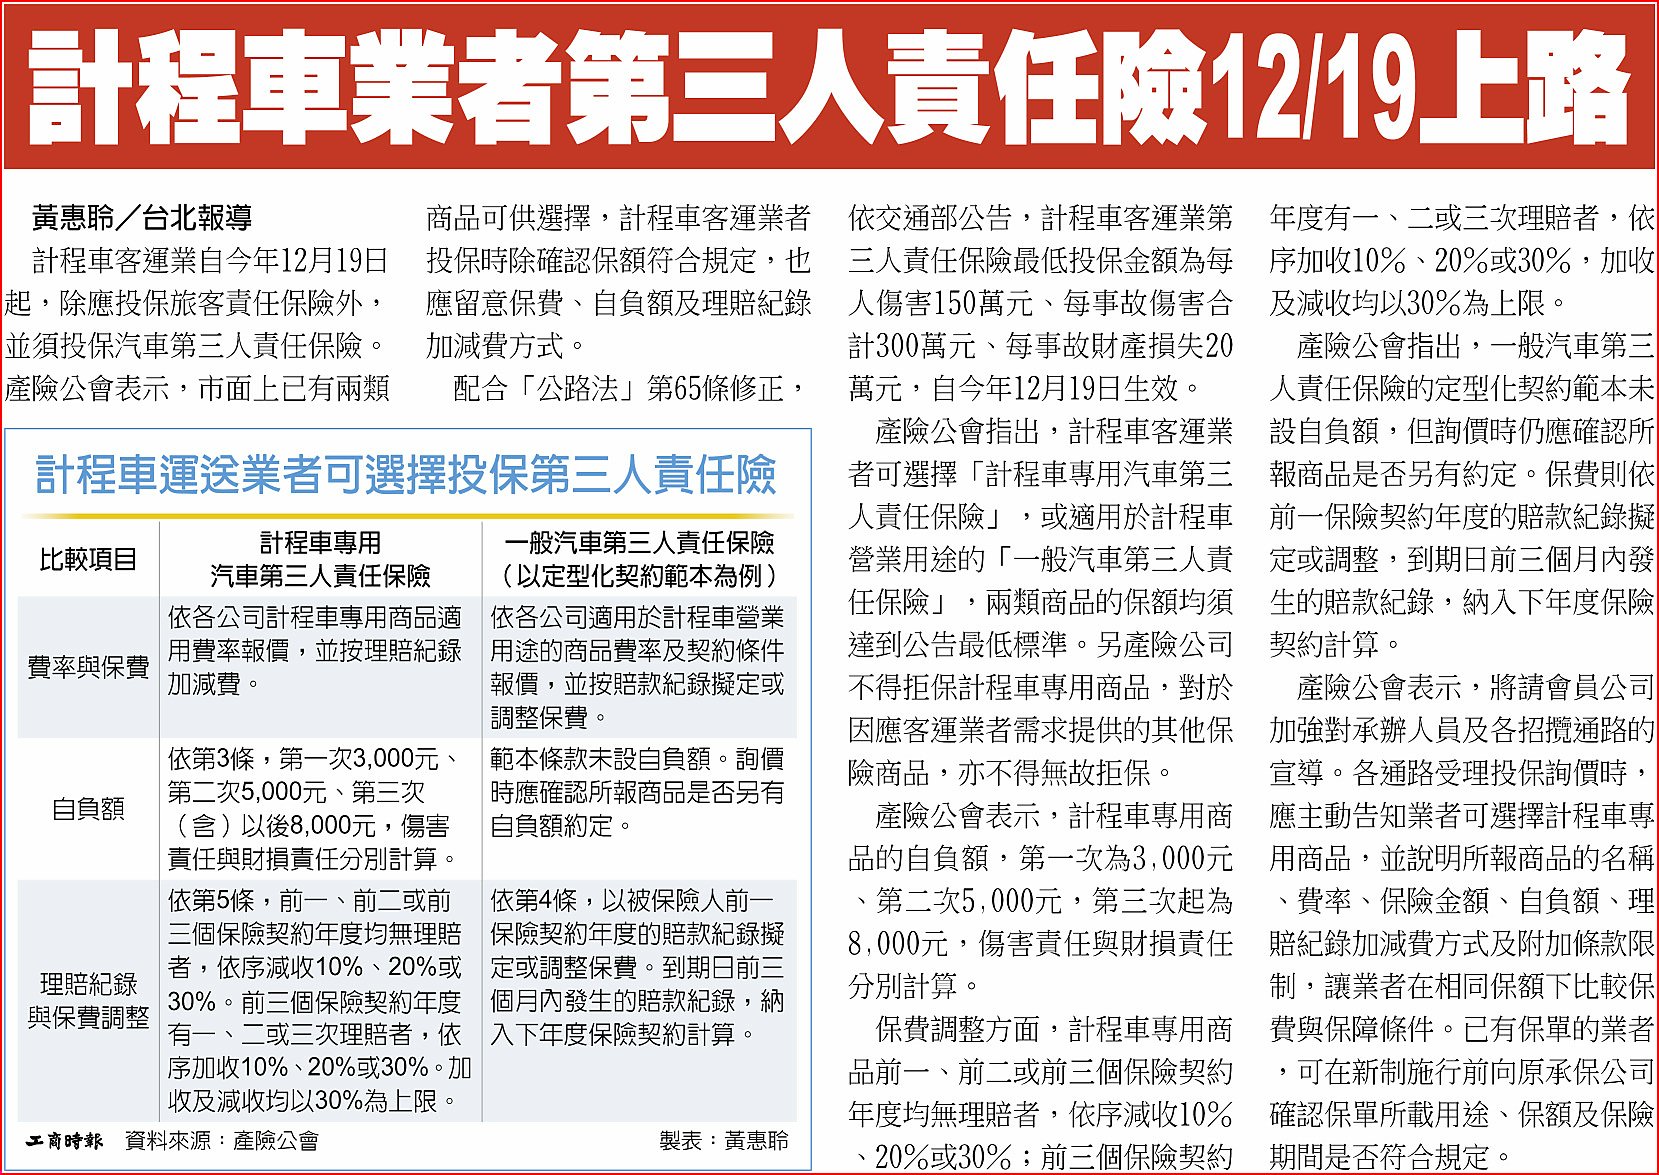 計程車業者第三人責任險12/19上路
黃惠聆／台北報導
計程車客運業自今年12月19日
起，除應投保旅客責任保險外，
並須投保汽車第三人責任保險。
產險公會表示，市面上已有兩類
商品可供選擇，計程車客運業者
投保時除確認保額符合規定，也
應留意保費、自負額及理賠紀錄
加減費方式。
配合「公路法」第65條修正，
依交通部公告，計程車客運業第
三人責任保險最低投保金額為每
人傷害150萬元、每事故傷害合
計300萬元、每事故財產損失20
萬元，自今年12月19日生效。
產險公會指出，計程車客運業
者可選擇「計程車專用汽車第三
人責任保險」，或適用於計程車
營業用途的「一般汽車第三人責
任保險」，兩類商品的保額均須
達到公告最低標準。另產險公司
不得拒保計程車專用商品，對於
因應客運業者需求提供的其他保
險商品，亦不得無故拒保。
產險公會表示，計程車專用商
品的自負額，第一次為3,000元
、第二次5,000元，第三次起為
8,000元，傷害責任與財損責任
分別計算。
保費調整方面，計程車專用商
品前一、前二或前三個保險契約
年度均無理賠者，依序減收10%
、20%或30%；前三個保險契約
年度有一、二或三次理賠者，依
序加收10%、20%或30%，加收
及減收均以30%為上限。
產險公會指出，一般汽車第三
人責任保險的定型化契約範本未
設自負額，但詢價時仍應確認所
報商品是否另有約定。保費則依
前一保險契約年度的賠款紀錄擬
定或調整，到期日前三個月內發
生的賠款紀錄，納入下年度保險
契約計算。
產險公會表示，將請會員公司
加強對承辦人員及各招攬通路的
宣導。各通路受理投保詢價時，
應主動告知業者可選擇計程車專
用商品，並說明所報商品的名稱
、費率、保險金額、自負額、理
賠紀錄加減費方式及附加條款限
制，讓業者在相同保額下比較保
費與保障條件。已有保單的業者
，可在新制施行前向原承保公司
確認保單所載用途、保額及保險
期間是否符合規定。
計程車運送業者可選擇投保第三人責任險
比較項目
計程車專用
汽車第三人責任保險
一般汽車第三人責任保險
（以定型化契約範本為例）
費率與保費
依各公司計程車專用商品適
用費率報價，並按理賠紀錄
加減費。
依各公司適用於計程車營業
用途的商品費率及契約條件
報價，並按賠款紀錄擬定或
調整保費。
自負額
依第3條，第一次3,000元、
第二次5,000元、第三次
（含）以後8,000元，傷害
責任與財損責任分別計算。
範本條款未設自負額。詢價
時應確認所報商品是否另有
自負額約定。
理賠紀錄
與保費調整
依第5條，前一、前二或前
三個保險契約年度均無理賠
者，依序減收10%、20%或
30%。前三個保險契約年度
有一、二或三次理賠者，依
序加收10%、20%或30%。加
收及減收均以30%為上限。
依第4條，以被保險人前一
保險契約年度的賠款紀錄擬
定或調整保費。到期日前三
個月內發生的賠款紀錄，納
入下年度保險契約計算。
工商時報 資料來源：產險公會
製表：黃惠聆